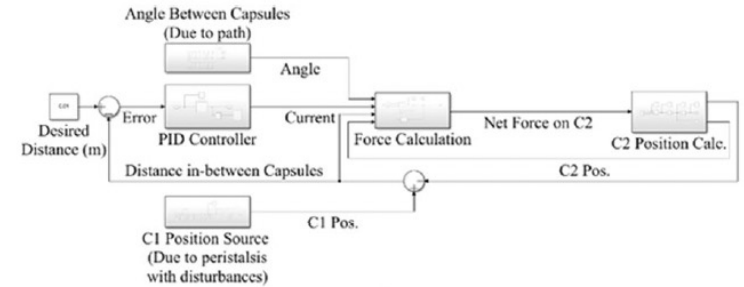 Angle Between Capsules
(Due to path)
Angle
Error
Current
Desired
Distance (m)
PID Controller
Force Calculation
Net Force on C2
C2 Position Calc.
Distance in-between Capsules
C2 Pos.
C1 Pos.
C1 Position Source
(Due to peristalsis
with disturbances)